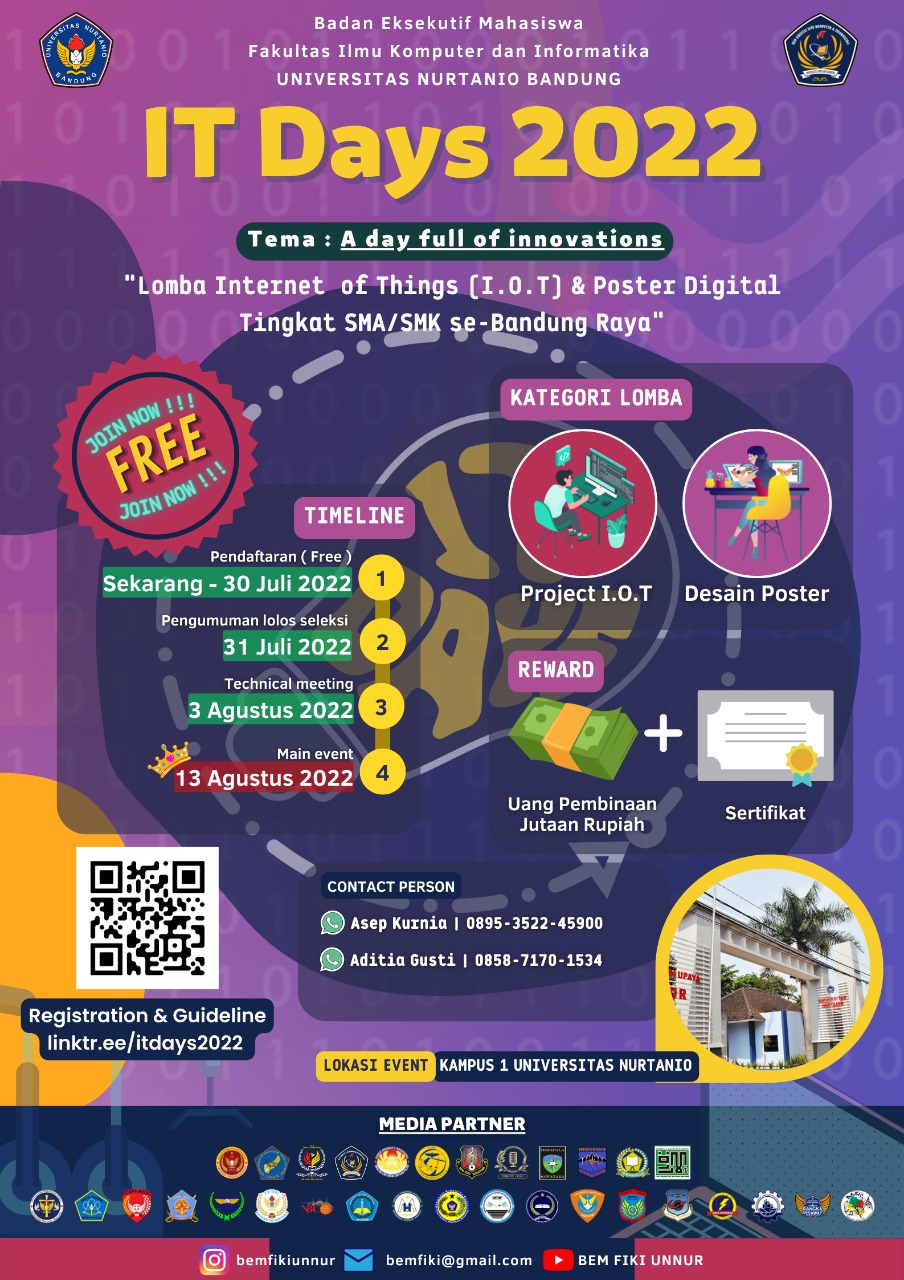 UNIVERSITAS NURTANIO
BANDUNG
Badan Eksekutif Mahasiswa
Fakultas Ilmu Komputer dan Informatika
UNIVERSITAS NURTANIO BANDUNG
IT Days 2022
Tema : A day full of innovations
"Lomba Internet of Things (I.O.T) & Poster Digital
Tingkat SMA/SMK se-Bandung Raya"
JOIN NOW !!!
FREE
JOIN NOW !!!
TIMELINE
Pendaftaran ( Free )
Sekarang - 30 Juli 2022
1
Pengumuman lolos seleksi
31 Juli 2022
2
Technical meeting
3 Agustus 2022
3
Main event
13 Agustus 2022
4
KATEGORI LOMBA
Project I.O.T
Desain Poster
REWARD
Uang Pembinaan
Jutaan Rupiah
Sertifikat
CONTACT PERSON
Asep Kurnia | 0895-3522-45900
Aditia Gusti | 0858-7170-1534
Registration & Guideline
linktr.ee/itdays2022
LOKASI EVENT
KAMPUS 1 UNIVERSITAS NURTANIO
MEDIA PARTNER
bemfikiunnur
bemfiki@gmail.com
BEM FIKI UNNUR